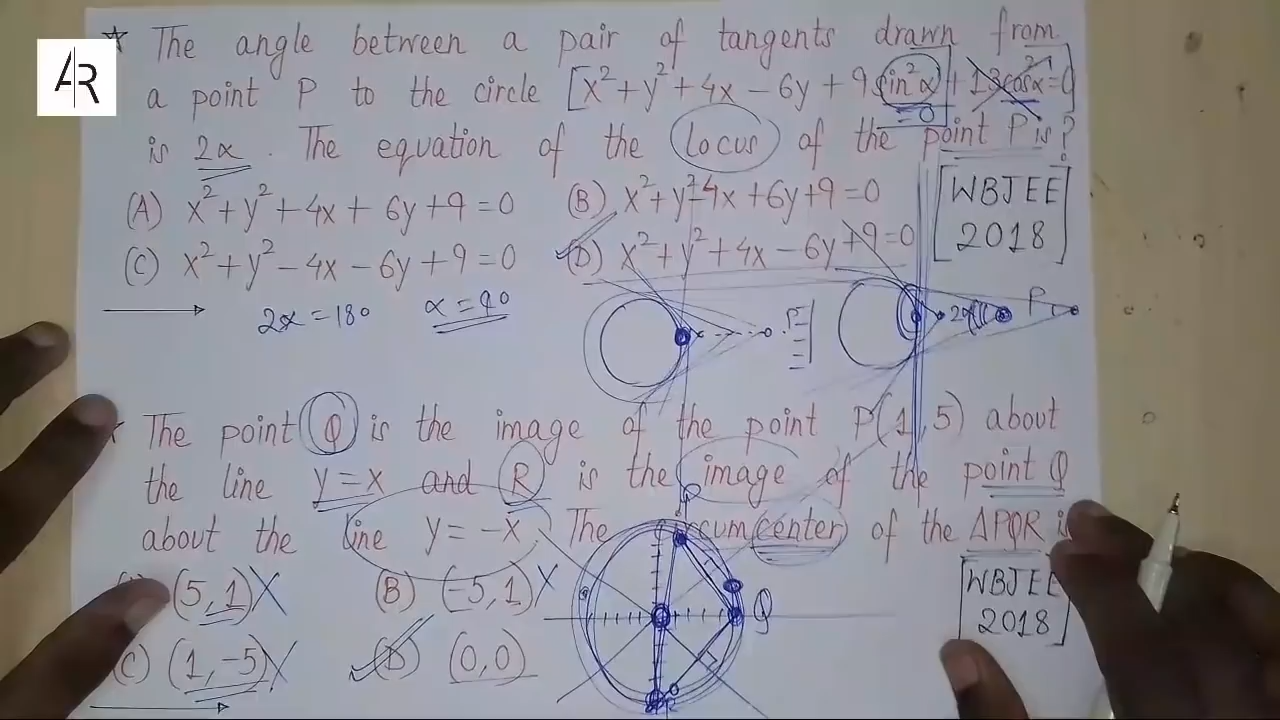 AR
The angle between a pair of tangents drawn from
a point P to the circle [x²+y²+4x-6y+9 sin²α+13cos²α=0]
= 0
is 2α. The equation of the locus of the point P is?
(A) x²+y²+4x+6y+9=0 (B) x²+y²-4x+6y+9=0
(C) x²+y²-4x-6y+9=0 (D) x²+y²+4x-6y+9=0
[WBJEE 2018]
2α=180 α=90
P 2α P
The point Q is the image of the point P(1,5) about
the line y=x and R is the image of the point Q
about the line y=-x. The circumcenter of the ΔPQR is
(5,1) (B) (-5,1)
(C) (1,-5) (D) (0,0)
[WBJEE 2018]
P
Q
R